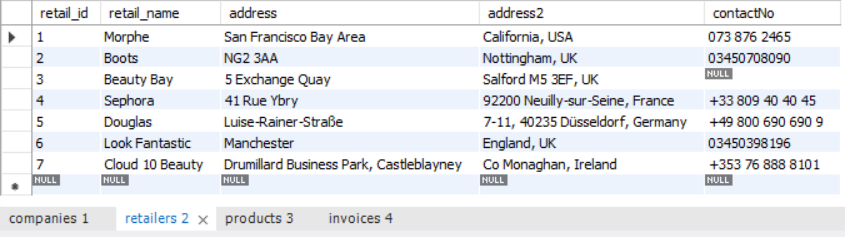 retail_id retail_name address address2 contactNo
1 Morphe San Francisco Bay Area California, USA 073 876 2465
2 Boots NG2 3AA Nottingham, UK 03450708090
3 Beauty Bay 5 Exchange Quay Salford M5 3EF, UK NULL
4 Sephora 41 Rue Ybry 92200 Neuilly-sur-Seine, France +33 809 40 40 45
5 Douglas Luise-Rainer-Straße 7-11, 40235 Düsseldorf, Germany +49 800 690 690 9
6 Look Fantastic Manchester England, UK 03450398196
7 Cloud 10 Beauty Drumillard Business Park, Castleblayney Co Monaghan, Ireland +353 76 888 8101
NULL NULL NULL NULL NULL
companies 1 retailers 2 products 3 invoices 4